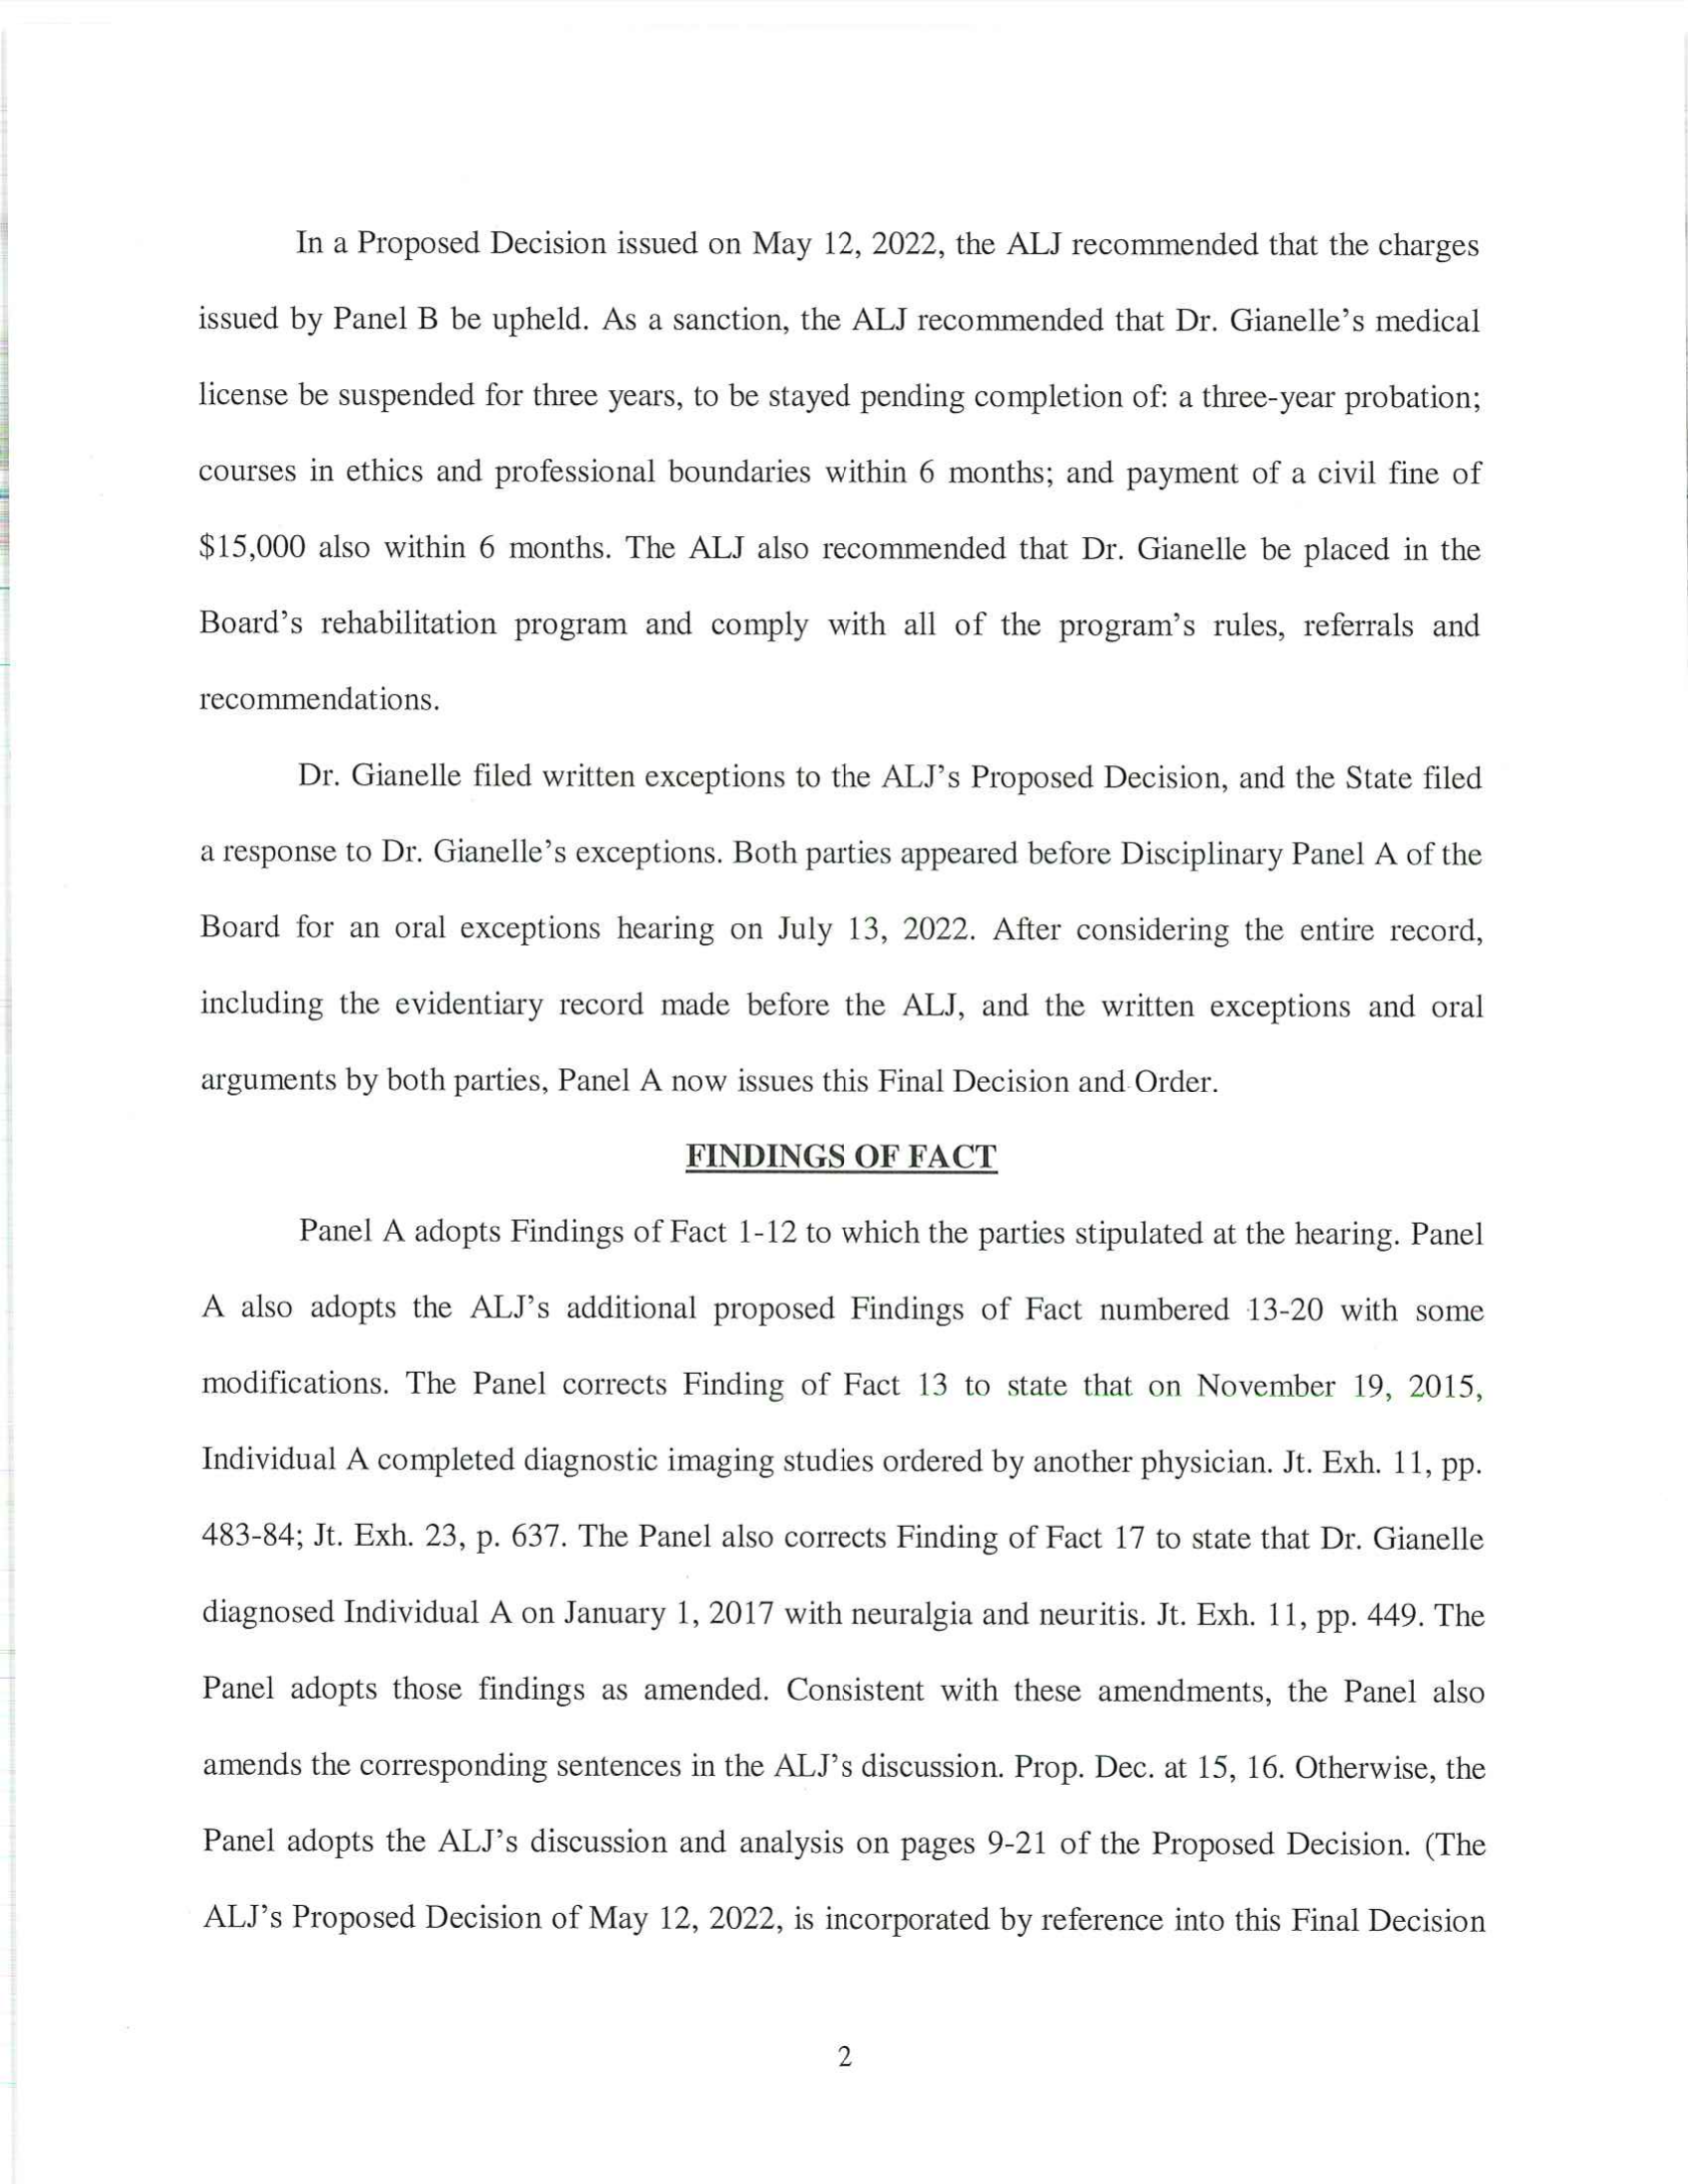 In a Proposed Decision issued on May 12, 2022, the ALJ recommended that the charges
issued by Panel B be upheld. As a sanction, the ALJ recommended that Dr. Gianelle’s medical
license be suspended for three years, to be stayed pending completion of: a three-year probation;
courses in ethics and professional boundaries within 6 months; and payment of a civil fine of
$15,000 also within 6 months. The ALJ also recommended that Dr. Gianelle be placed in the
Board’s rehabilitation program and comply with all of the program’s rules, referrals and
recommendations.
Dr. Gianelle filed written exceptions to the ALJ’s Proposed Decision, and the State filed
a response to Dr. Gianelle’s exceptions. Both parties appeared before Disciplinary Panel A of the
Board for an oral exceptions hearing on July 13, 2022. After considering the entire record,
including the evidentiary record made before the ALJ, and the written exceptions and oral
arguments by both parties, Panel A now issues this Final Decision and Order.
FINDINGS OF FACT
Panel A adopts Findings of Fact 1-12 to which the parties stipulated at the hearing. Panel
A also adopts the ALJ’s additional proposed Findings of Fact numbered 13-20 with some
modifications. The Panel corrects Finding of Fact 13 to state that on November 19, 2015,
Individual A completed diagnostic imaging studies ordered by another physician. Jt. Exh. 11, pp.
483-84; Jt. Exh. 23, p. 637. The Panel also corrects Finding of Fact 17 to state that Dr. Gianelle
diagnosed Individual A on January 1, 2017 with neuralgia and neuritis. Jt. Exh. 11, pp. 449. The
Panel adopts those findings as amended. Consistent with these amendments, the Panel also
amends the corresponding sentences in the ALJ’s discussion. Prop. Dec. at 15, 16. Otherwise, the
Panel adopts the ALJ’s discussion and analysis on pages 9-21 of the Proposed Decision. (The
ALJ’s Proposed Decision of May 12, 2022, is incorporated by reference into this Final Decision
2